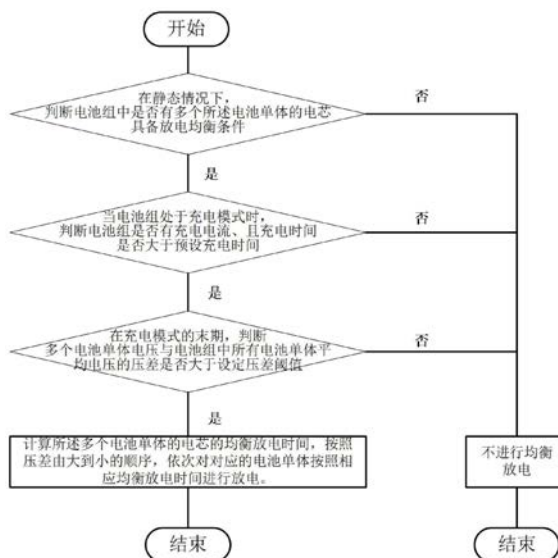 开始
在静态情况下，
判断电池组中是否有多个所述电池单体的电芯
具备放电均衡条件
否
是
当电池组处于充电模式时，
判断电池组是否有充电电流、且充电时间
是否大于预设充电时间
否
是
在充电模式的末期，判断
多个电池单体电压与电池组中所有电池单体平
均电压的压差是否大于设定压差阈值
否
是
计算所述多个电池单体的电芯的均衡放电时间，按照
压差由大到小的顺序，依次对对应的电池单体按照相
应均衡放电时间进行放电。
不进行均衡
放电
结束
结束